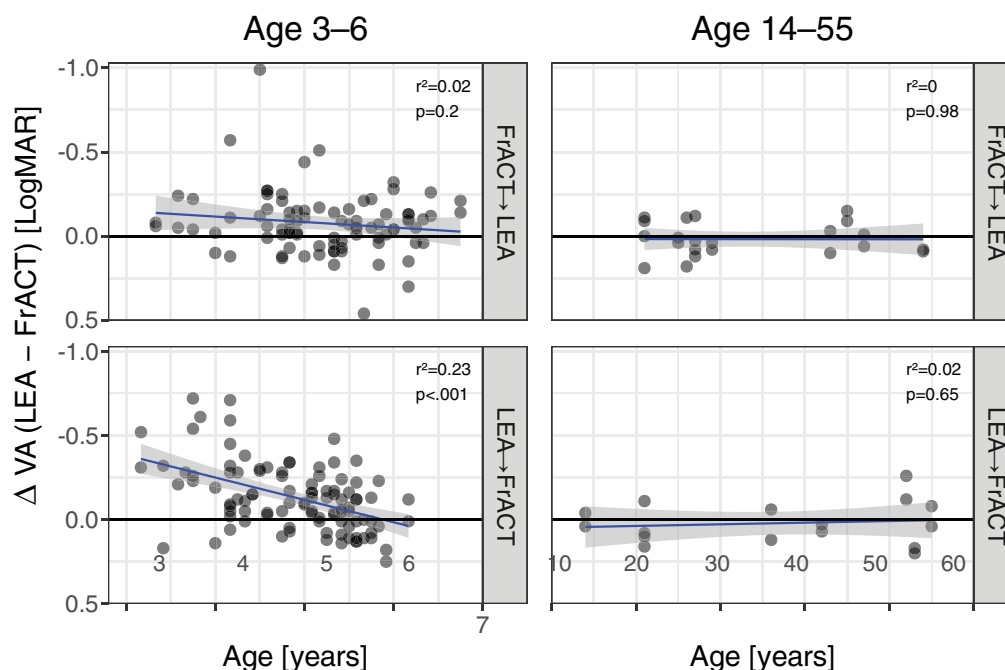 Age 3–6
Age 14–55
Δ VA (LEA – FrACT) [LogMAR]
-1.0
-0.5
0.0
0.5
r²=0.02
p=0.2
FrACT→LEA
r²=0
p=0.98
FrACT→LEA
-1.0
-0.5
0.0
0.5
r²=0.23
p<.001
LEA→FrACT
r²=0.02
p=0.65
LEA→FrACT
3 4 5 6
10 20 30 40 50 60
7
Age [years]
Age [years]